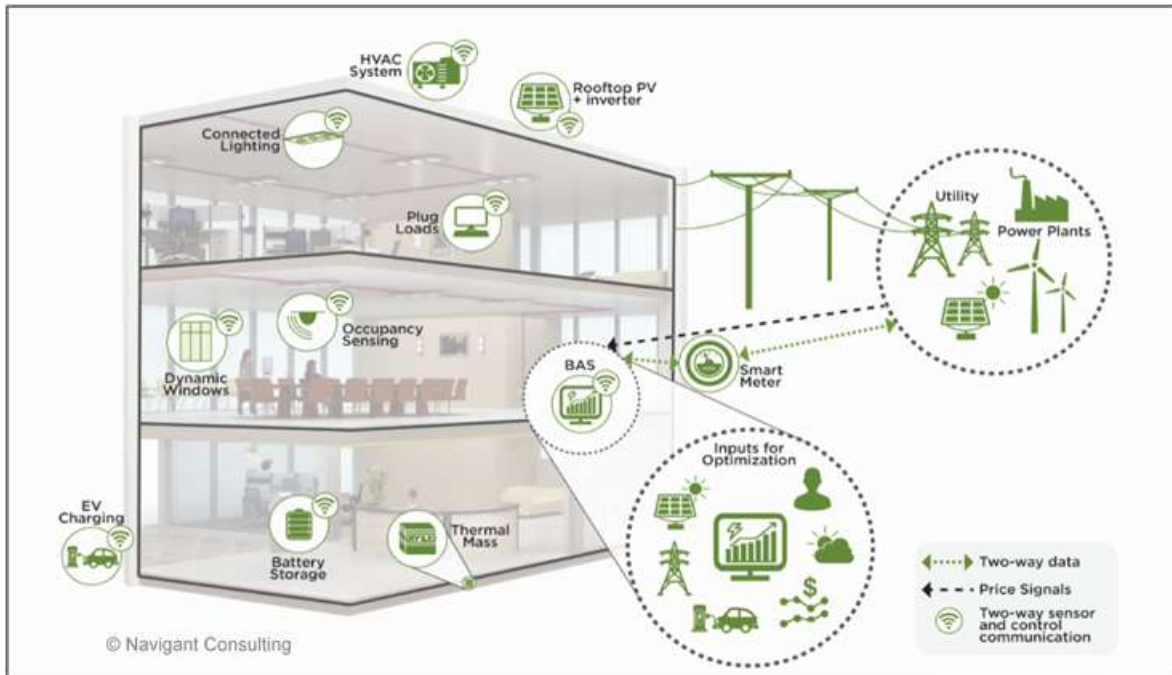 HVAC
System
Rooftop PV
+ inverter
Connected
Lighting
Plug
Loads
Utility
Power Plants
Occupancy
Sensing
Dynamic
Windows
BAS
Smart
Meter
Inputs for
Optimization
EV
Charging
Battery
Storage
Thermal
Mass
$
Two-way data
Price Signals
Two-way sensor
and control
communication
© Navigant Consulting